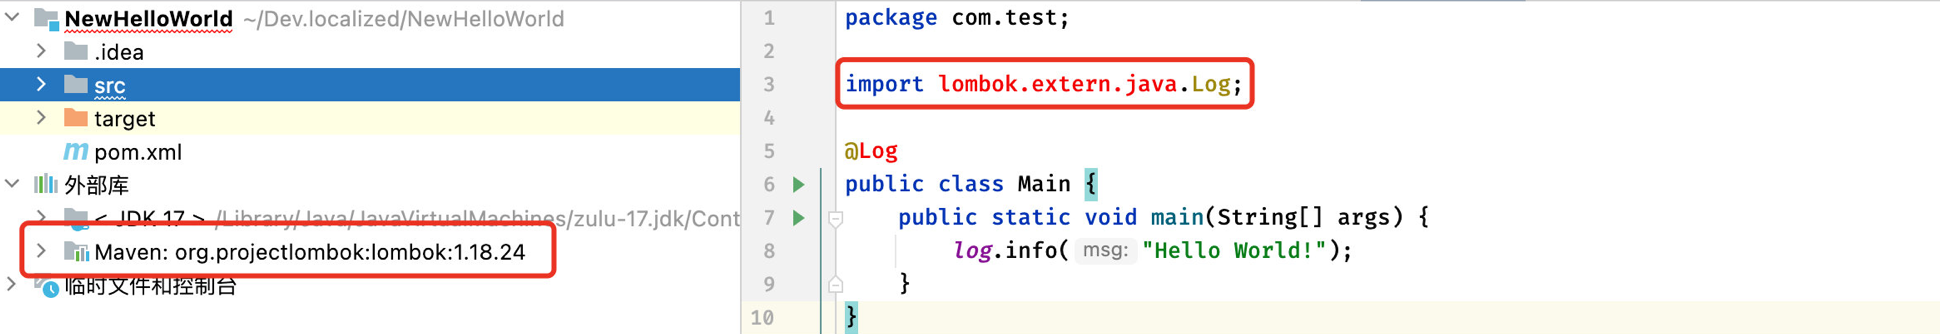 NewHelloWorld ~/Dev.localized/NewHelloWorld
.idea
src
target
pom.xml
外部库
< JDK 17 > /Library/Java/JavaVirtualMachines/zulu-17.jdk/Cont
Maven: org.projectlombok:lombok:1.18.24
临时文件和控制台
1 package com.test;
2
3 import lombok.extern.java.Log;
4
5 @Log
6 public class Main {
7 public static void main(String[] args) {
8 log.info( msg: "Hello World!");
9 }
10 }